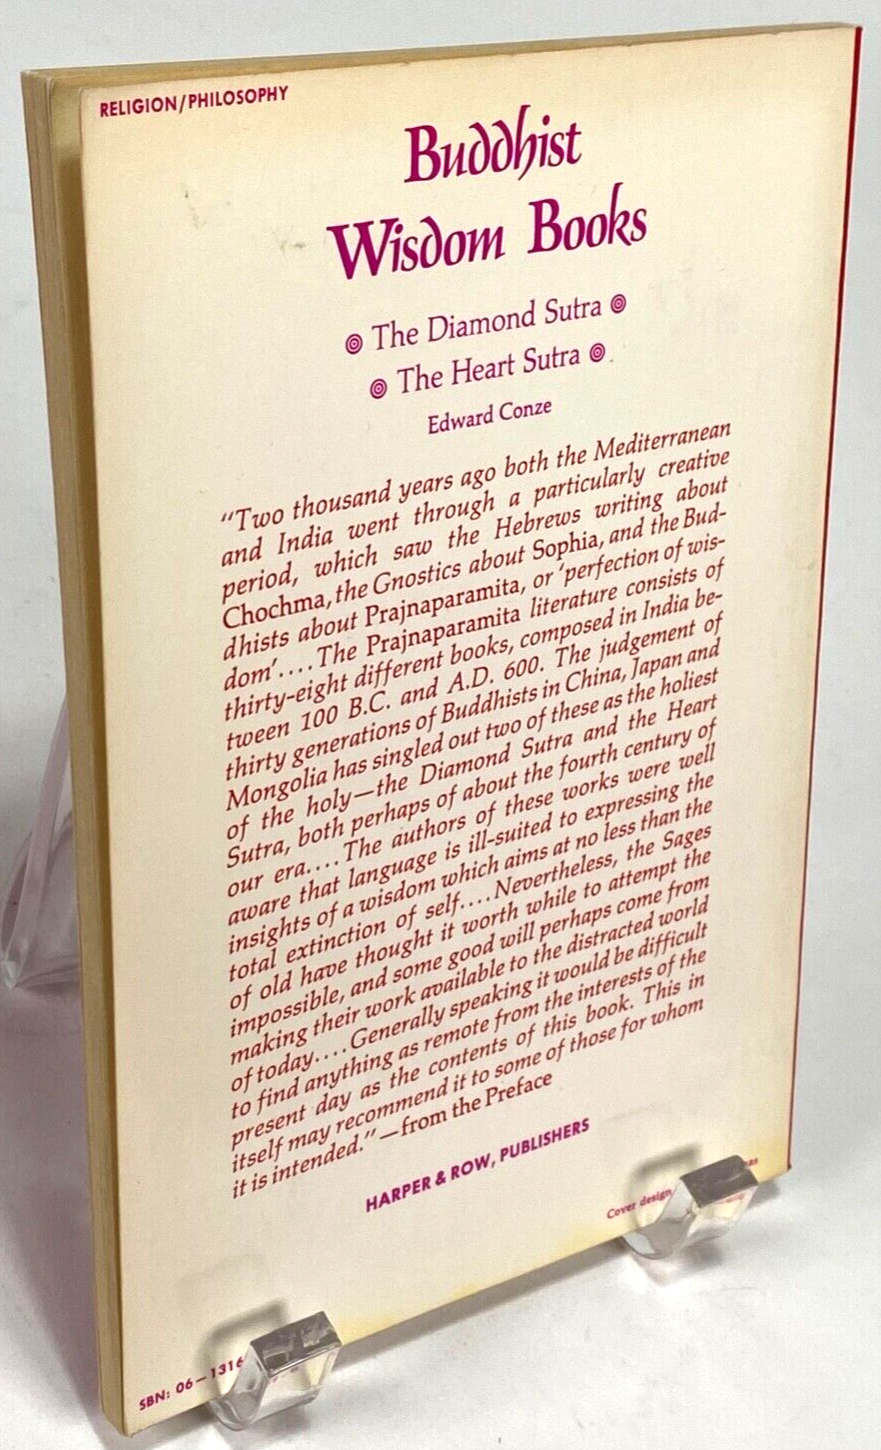 RELIGION/PHILOSOPHY
Buddhist
Wisdom Books
The Diamond Sutra
The Heart Sutra
Edward Conze
"Two thousand years ago both the Mediterranean
and India went through a particularly creative
period, which saw the Hebrews writing about
Chochma, the Gnostics about Sophia, and the Bud-
dhists about Prajnaparamita, or 'perfection of wis-
dom'.... The Prajnaparamita literature consists of
thirty-eight different books, composed in India be-
tween 100 B.C. and A.D. 600. The judgement of
thirty generations of Buddhists in China, Japan and
Mongolia has singled out two of these as the holiest
of the holy—the Diamond Sutra and the Heart
Sutra, both perhaps of about the fourth century of
our era.... The authors of these works were well
aware that language is ill-suited to expressing the
insights of a wisdom which aims at no less than the
total extinction of self.... Nevertheless, the Sages
of old have thought it worth while to attempt the
impossible, and some good will perhaps come from
making their work available to the distracted world
of today.... Generally speaking it would be difficult
to find anything as remote from the interests of the
present day as the contents of this book. This in
itself may recommend it to some of those for whom
it is intended."—from the Preface
HARPER & ROW, PUBLISHERS
Cover design
SBN: 06-1316